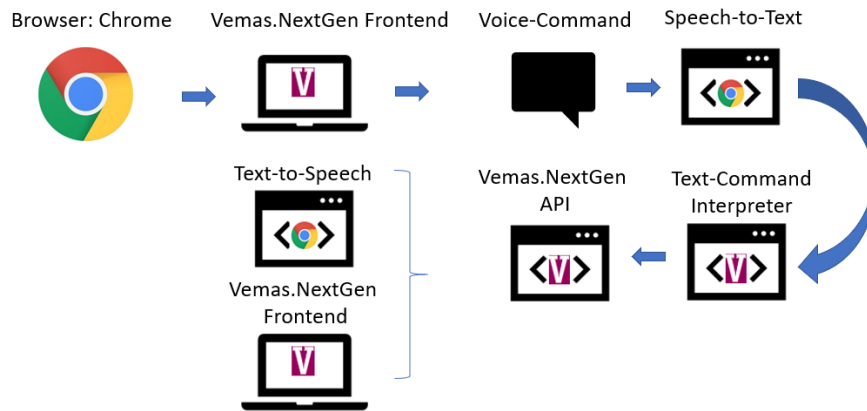 Browser: Chrome
Vemas.NextGen Frontend
Voice-Command
Speech-to-Text
V
Text-to-Speech
Vemas.NextGen
API
Text-Command
Interpreter
V
V
Vemas.NextGen
Frontend
V